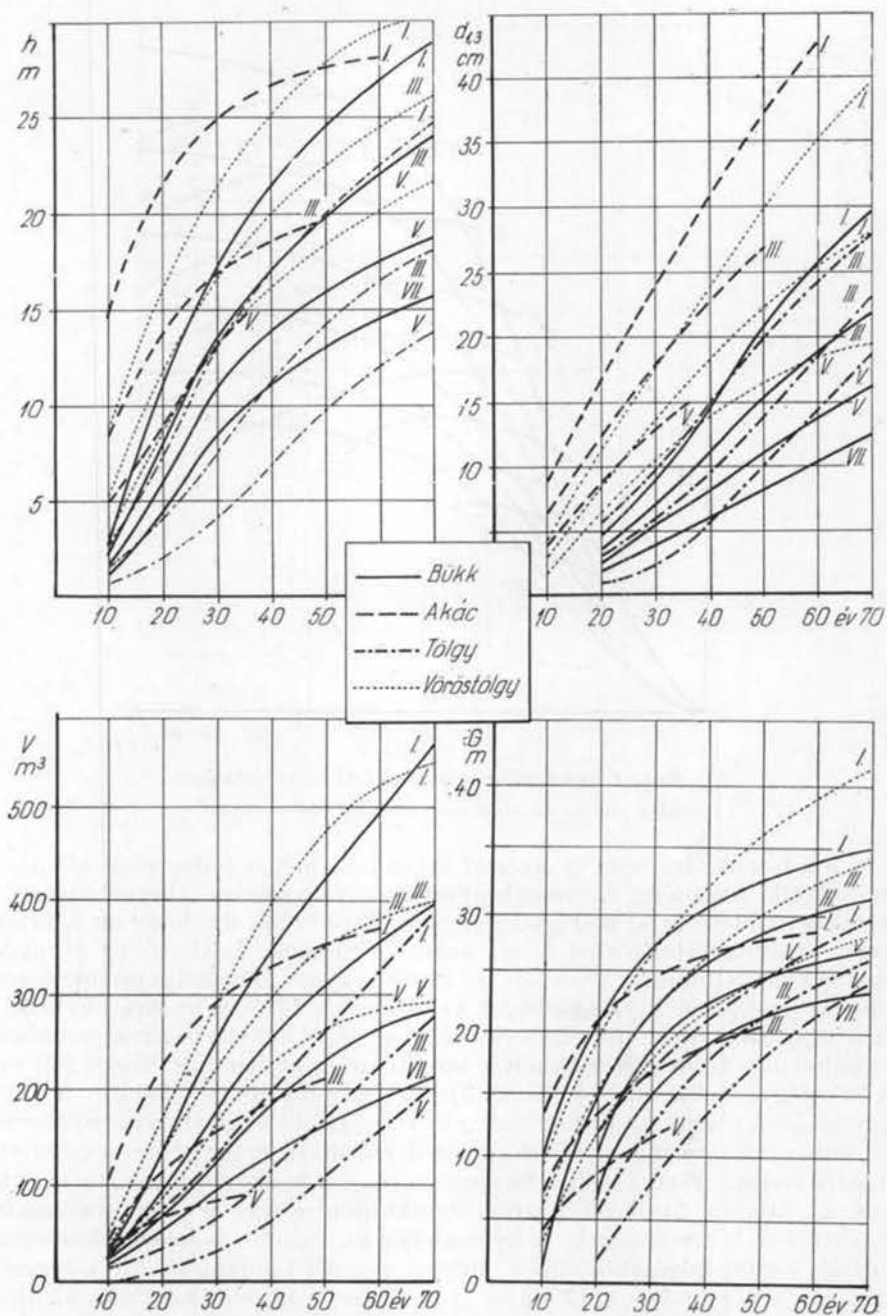 h
m
25
20
15
10
5
10 20 30 40 50
I.
I.
I.
III.
I.
III.
III.
V.
V.
III.
VII.
V.
V.
d1,3
cm
40
35
30
25
20
15
10
10 20 30 40 50 60 év 70
I.
I.
III.
I.
I.
III.
III.
III.
V.
V.
V.
V.
VII.
Bükk
Akác
Tölgy
Vöröstölgy
V
m³
500
400
300
200
100
0
10 20 30 40 50 60 év 70
I.
I.
III.
III.
I.
I.
V.
V.
III.
III.
VII.
V.
V.
G
m
40
30
20
10
0
10 20 30 40 50 60 év 70
I.
I.
III.
I.
V.
V.
III.
III.
VII.
V.